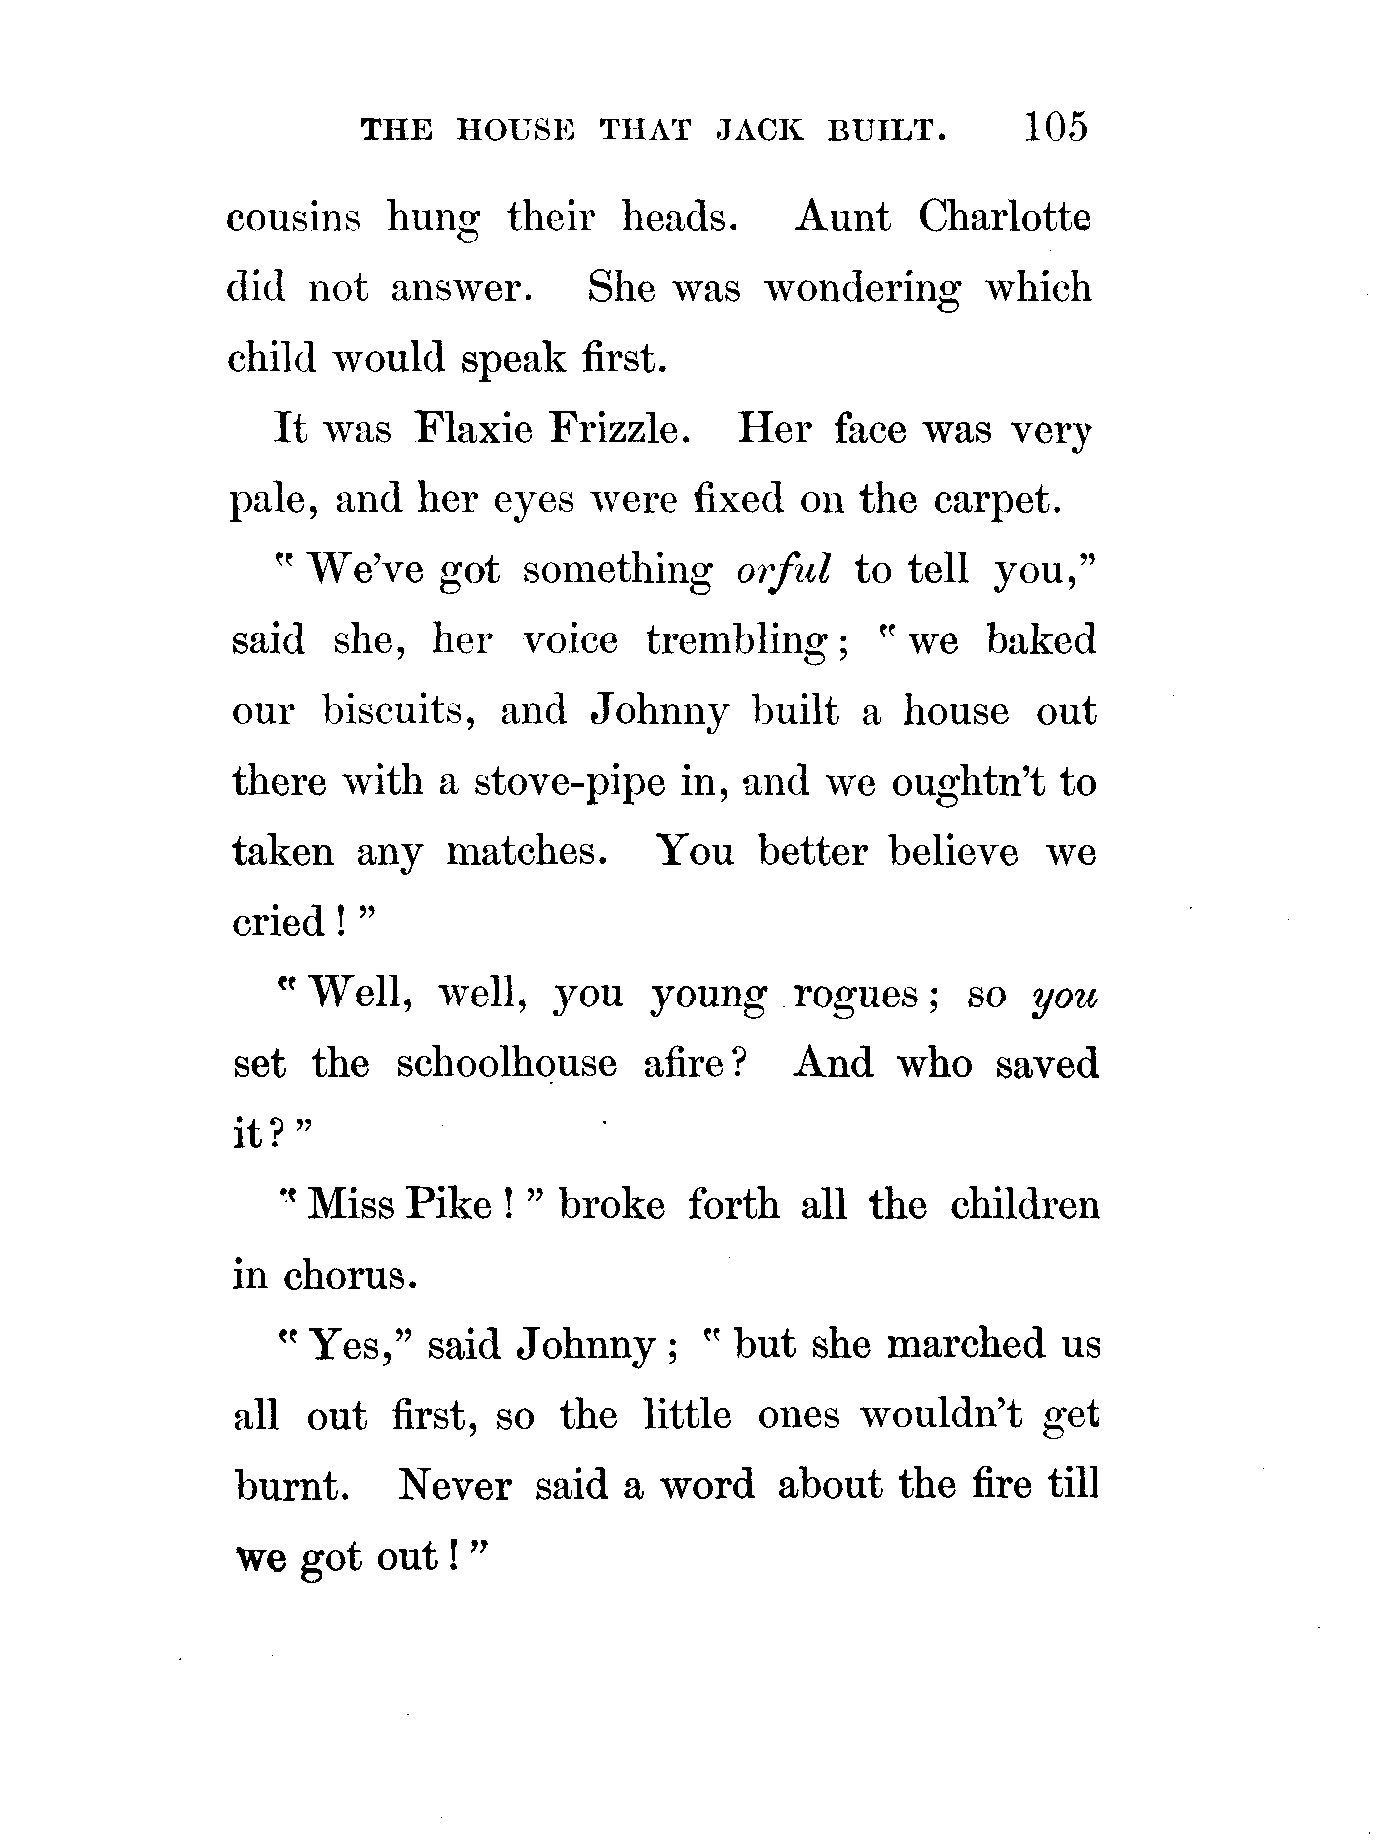 THE HOUSE THAT JACK BUILT. 105
cousins hung their heads. Aunt Charlotte
did not answer. She was wondering which
child would speak first.
It was Flaxie Frizzle. Her face was very
pale, and her eyes were fixed on the carpet.
"We've got something orful to tell you,"
said she, her voice trembling; "we baked
our biscuits, and Johnny built a house out
there with a stove-pipe in, and we oughtn't to
taken any matches. You better believe we
cried!"
"Well, well, you young rogues; so you
set the schoolhouse afire? And who saved
it?"
"Miss Pike!" broke forth all the children
in chorus.
"Yes," said Johnny; "but she marched us
all out first, so the little ones wouldn't get
burnt. Never said a word about the fire till
we got out!"